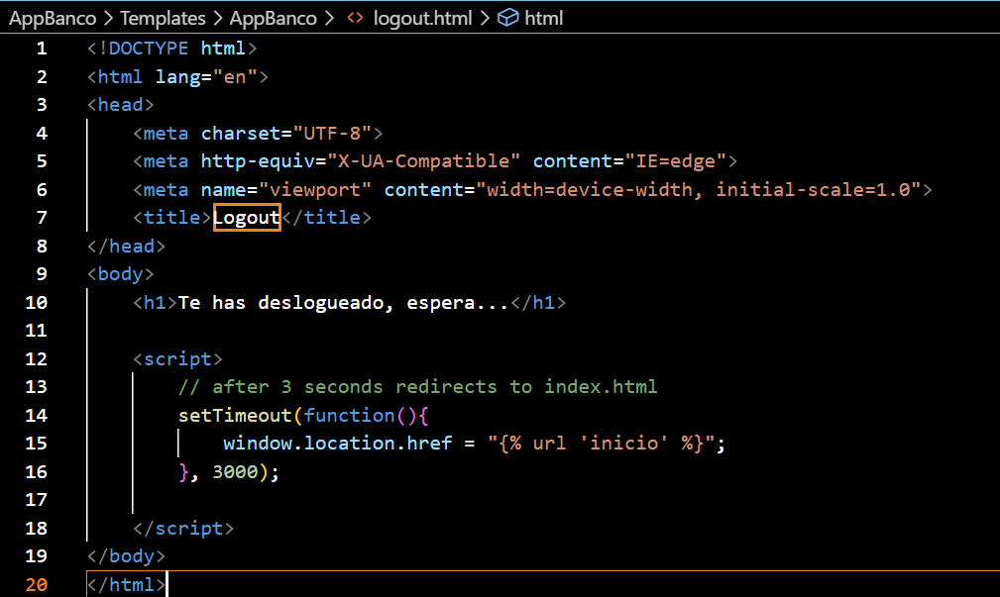 AppBanco > Templates > AppBanco > <> logout.html > html
1 <!DOCTYPE html>
2 <html lang="en">
3 <head>
4     <meta charset="UTF-8">
5     <meta http-equiv="X-UA-Compatible" content="IE=edge">
6     <meta name="viewport" content="width=device-width, initial-scale=1.0">
7     <title>Logout</title>
8 </head>
9 <body>
10     <h1>Te has deslogueado, espera...</h1>
11
12     <script>
13         // after 3 seconds redirects to index.html
14         setTimeout(function(){
15             window.location.href = "{% url 'inicio' %}";
16         }, 3000);
17
18     </script>
19 </body>
20 </html>